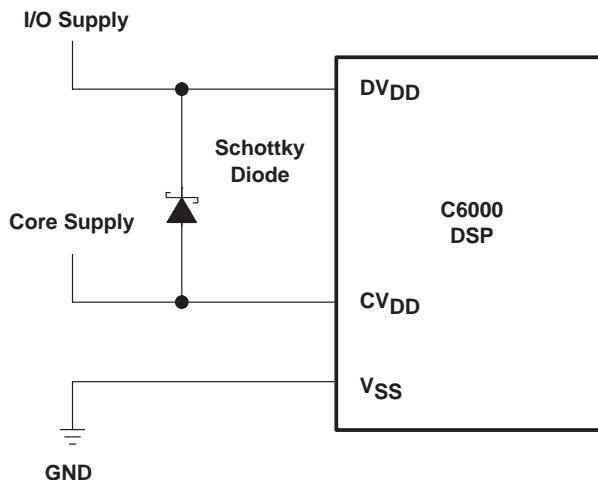 I/O Supply
DVDD
Schottky
Diode
C6000
DSP
Core Supply
CVDD
VSS
GND